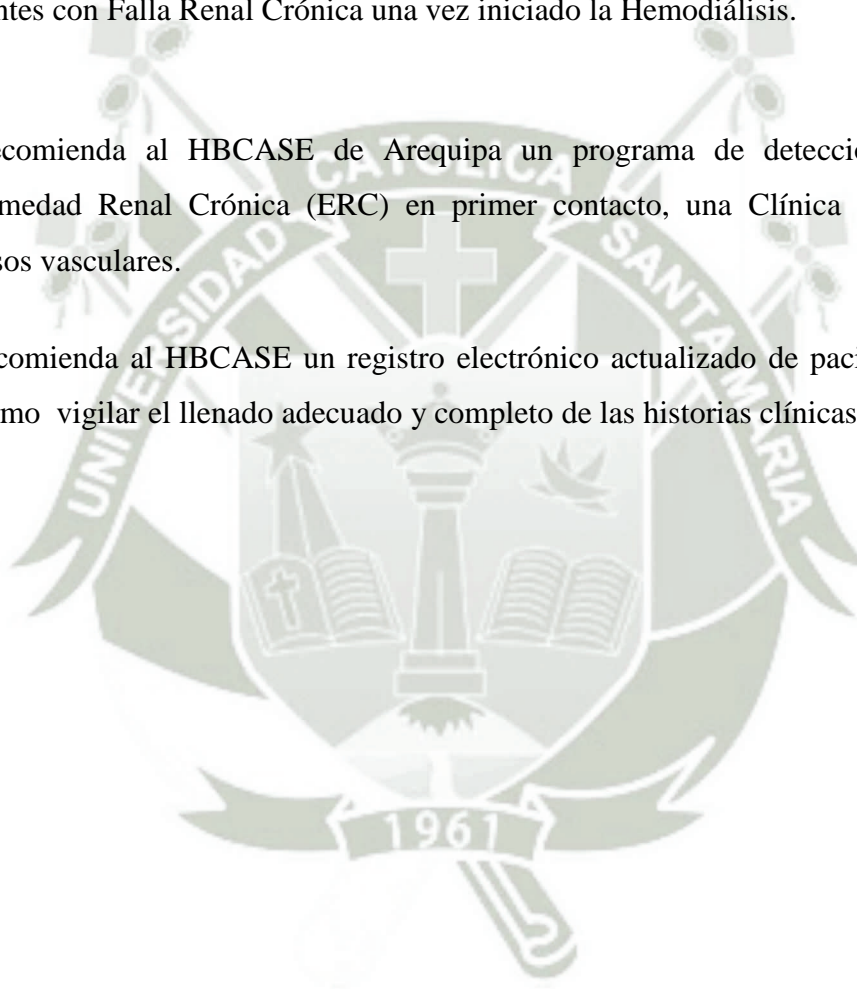 ntes con Falla Renal Crónica una vez iniciado la Hemodiálisis.
comienda al HBCASE de Arequipa un programa de detecci
medad Renal Crónica (ERC) en primer contacto, una Clínica
sos vasculares.
comienda al HBCASE un registro electrónico actualizado de paci
mo vigilar el llenado adecuado y completo de las historias clínicas
UNIVERSIDAD CATOLICA SANTA MARIA
1961